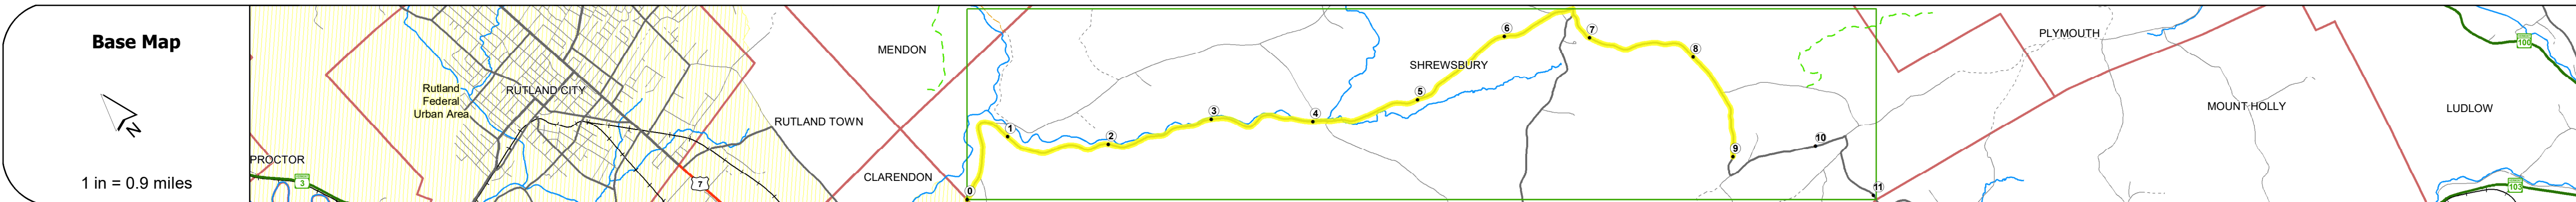 Base Map
N
1 in = 0.9 miles
PROCTOR
3
Rutland
Federal
Urban Area
RUTLAND CITY
7
RUTLAND TOWN
MENDON
CLARENDON
0
1
2
3
4
5
6
7
8
9
10
11
SHREWSBURY
PLYMOUTH
MOUNT HOLLY
LUDLOW
100
103